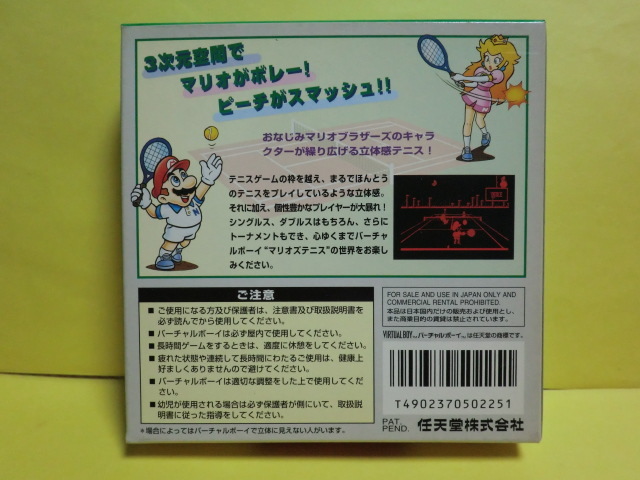 3次元空間で
マリオがボレー!
ピーチがスマッシュ!!
おなじみマリオブラザーズのキャラ
クターが繰り広げる立体感テニス!
テニスゲームの枠を越え、まるでほんとう
のテニスをプレイしているような立体感。
それに加え、個性豊かなプレイヤーが大暴れ!
シングルス、ダブルスはもちろん、さらに
トーナメントもでき、心ゆくまでバーチャ
ルボーイ“マリオズテニス”の世界をお楽し
みください。
ご注意
■ご使用になる方及び保護者は、注意書及び取扱説明書を
必ず読んでから使用してください。
■バーチャルボーイは必ず屋内で使用してください。
■長時間ゲームをするときは、適度に休憩をしてください。
■疲れた状態や連続して長時間にわたるご使用は、健康上
好ましくありませんので避けてください。
■バーチャルボーイは適切な調整をした上で使用してくだ
さい。
■幼児が使用される場合は必ず保護者が側にいて、取扱説
明書に従った指導をしてください。
*場合によってはバーチャルボーイで立体に見えない人がいます。
FOR SALE AND USE IN JAPAN ONLY AND
COMMERCIAL RENTAL PROHIBITED.
本品は日本国内だけの販売および使用とし、
また商業目的の賃貸は禁止されています。
VIRTUAL BOY™、バーチャルボーイ™は任天堂の商標です。
T4902370502251
PAT.
PEND.
任天堂株式会社